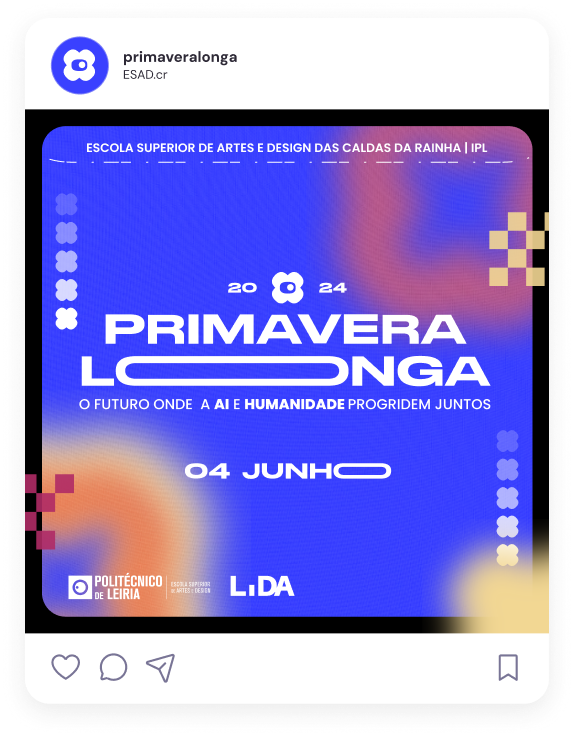 primaveralonga
ESAD.cr
ESCOLA SUPERIOR DE ARTES E DESIGN DAS CALDAS DA RAINHA | IPL
20 24
PRIMAVERA
LONGA
O FUTURO ONDE A AI E HUMANIDADE PROGRIDEM JUNTOS
04 JUNHO
POLITÉCNICO
DE LEIRIA
ESCOLA SUPERIOR
DE ARTES E DESIGN
LiDA